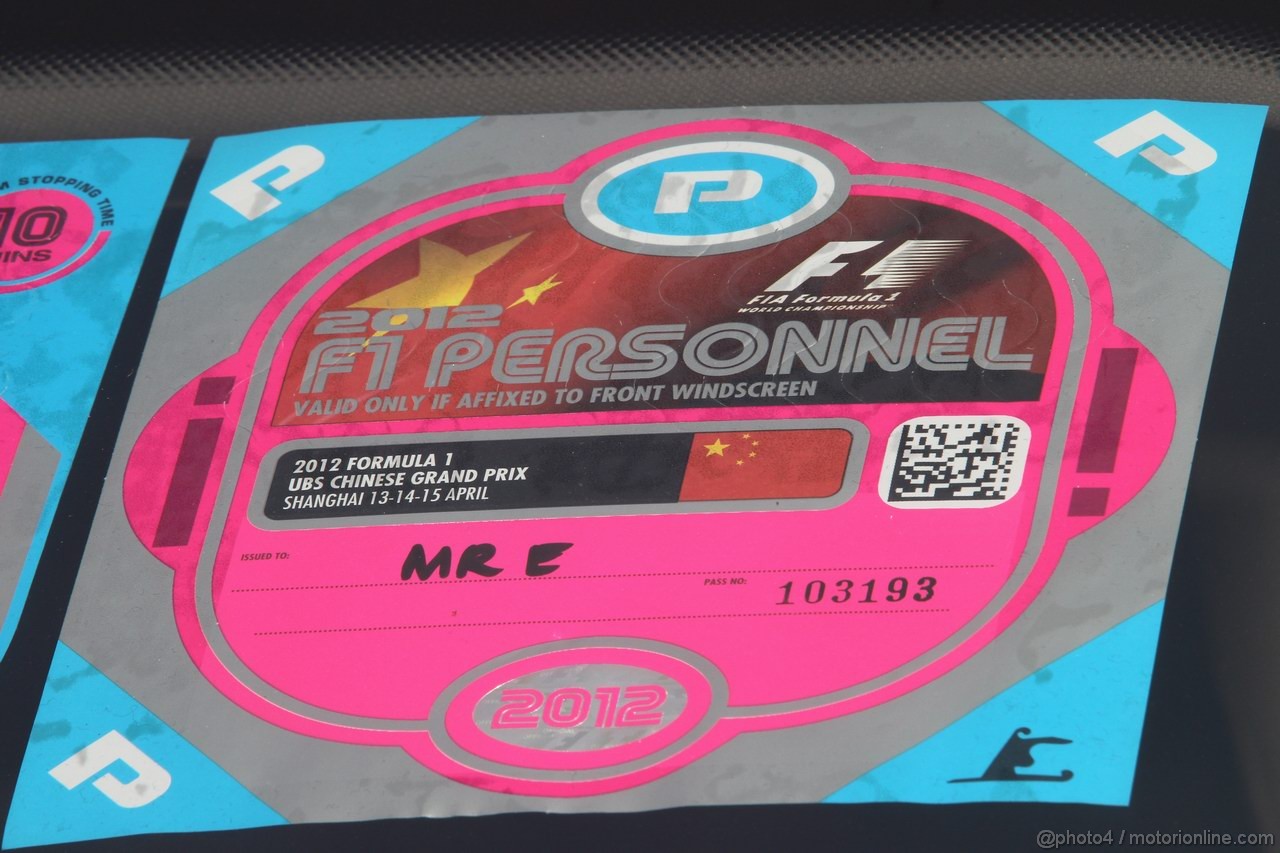 M STOPPING TIME
10
INS
P
P
P
F1
FIA Formula 1
WORLD CHAMPIONSHIP
2012
F1 PERSONNEL
VALID ONLY IF AFFIXED TO FRONT WINDSCREEN
2012 FORMULA 1
UBS CHINESE GRAND PRIX
SHANGHAI 13-14-15 APRIL
ISSUED TO:
MR E
PASS NO:
103193
2012
P
E
@photo4 / motorionline.com